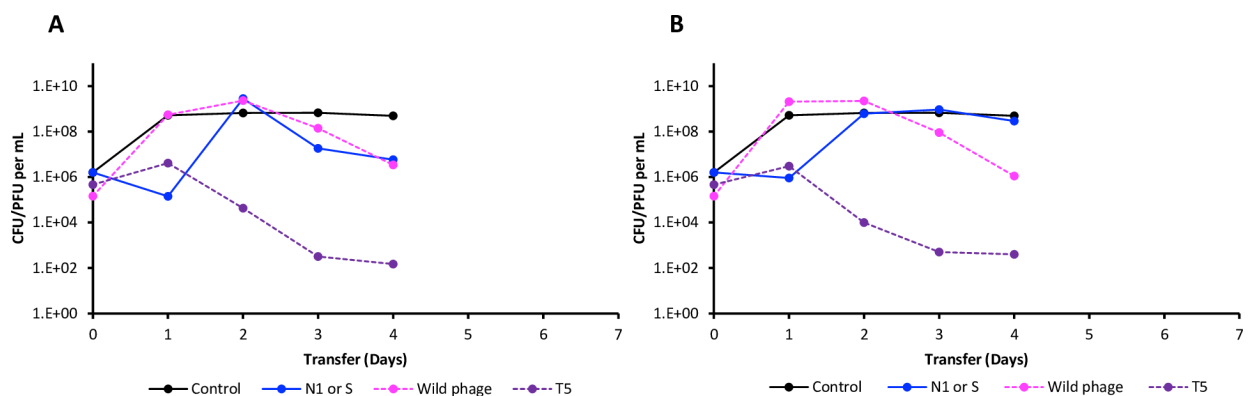 A
CFU/PFU per mL
1.E+10
1.E+08
1.E+06
1.E+04
1.E+02
1.E+00
0 1 2 3 4 5 6 7
Transfer (Days)
Control N1 or S Wild phage T5
B
CFU/PFU per mL
1.E+10
1.E+08
1.E+06
1.E+04
1.E+02
1.E+00
0 1 2 3 4 5 6 7
Transfer (Days)
Control N1 or S Wild phage T5